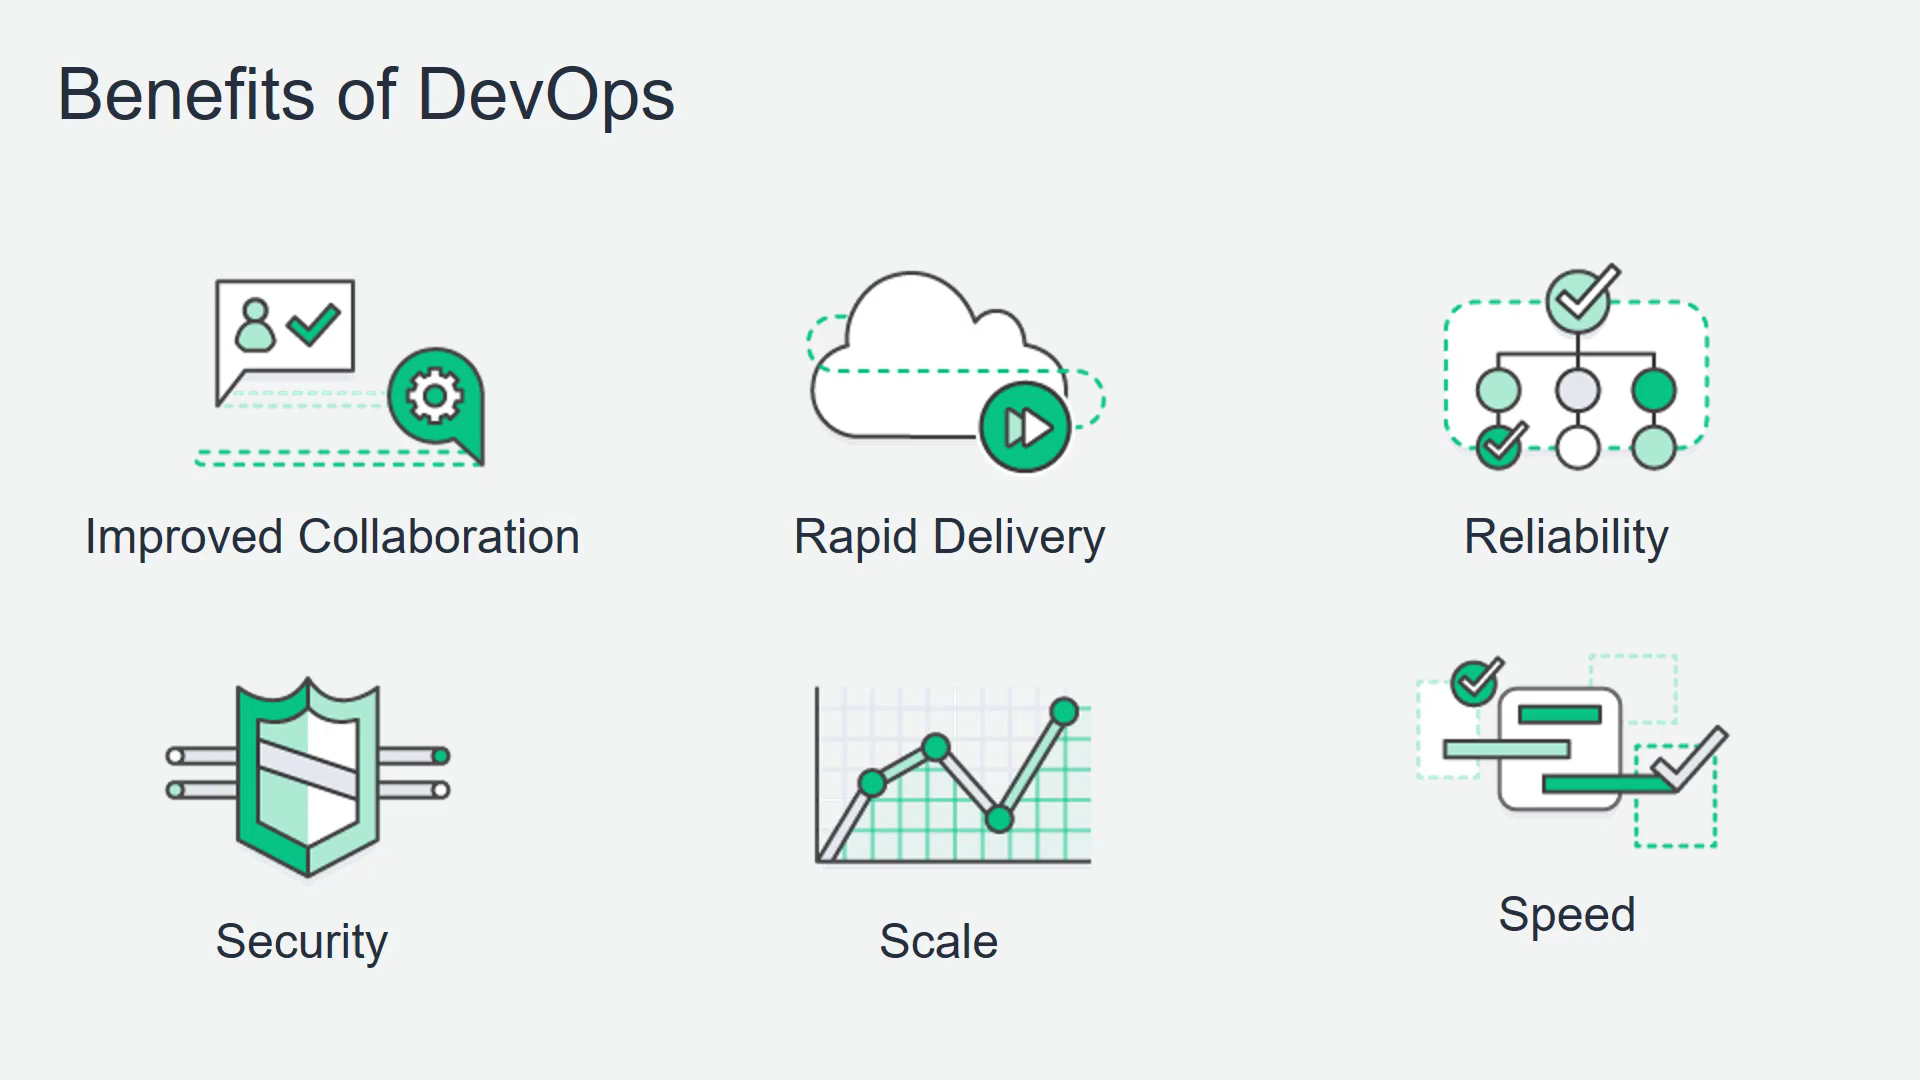 Benefits of DevOps
Improved Collaboration
Rapid Delivery
Reliability
Security
Scale
Speed